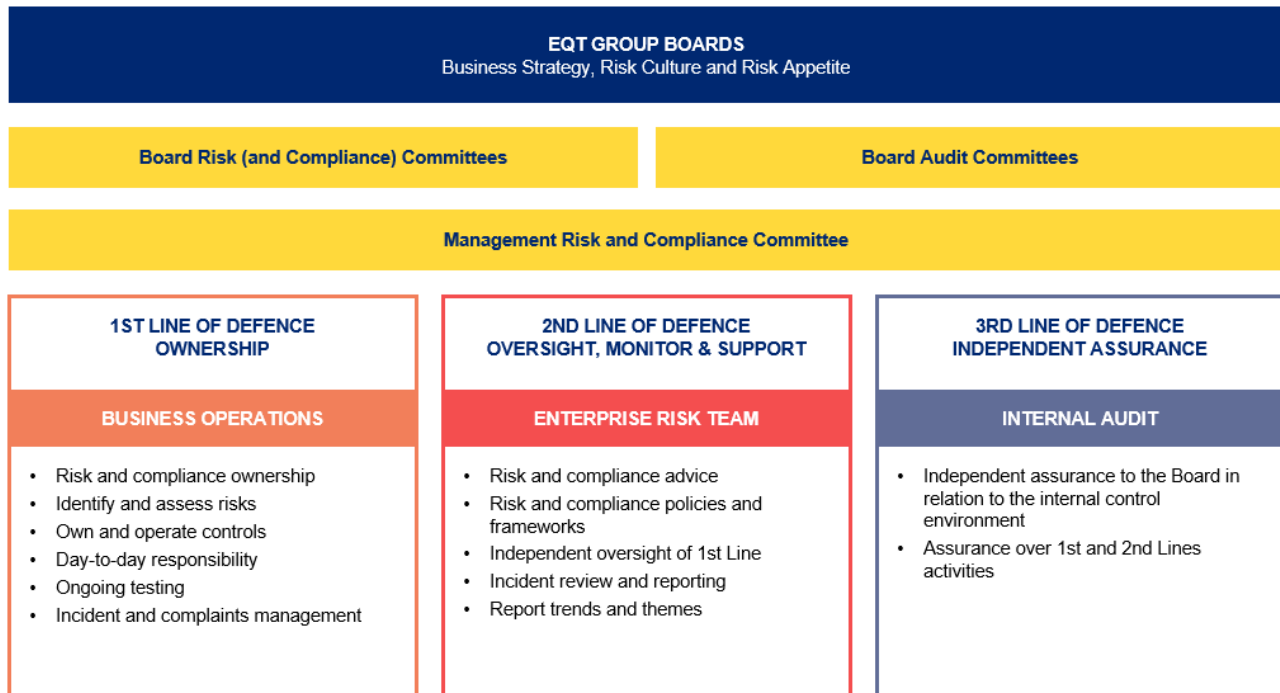 EQT GROUP BOARDS
Business Strategy, Risk Culture and Risk Appetite
Board Risk (and Compliance) Committees
Board Audit Committees
Management Risk and Compliance Committee
1ST LINE OF DEFENCE
OWNERSHIP
BUSINESS OPERATIONS
• Risk and compliance ownership
• Identify and assess risks
• Own and operate controls
• Day-to-day responsibility
• Ongoing testing
• Incident and complaints management
2ND LINE OF DEFENCE
OVERSIGHT, MONITOR & SUPPORT
ENTERPRISE RISK TEAM
• Risk and compliance advice
• Risk and compliance policies and
frameworks
• Independent oversight of 1st Line
• Incident review and reporting
• Report trends and themes
3RD LINE OF DEFENCE
INDEPENDENT ASSURANCE
INTERNAL AUDIT
• Independent assurance to the Board in
relation to the internal control
environment
• Assurance over 1st and 2nd Lines
activities